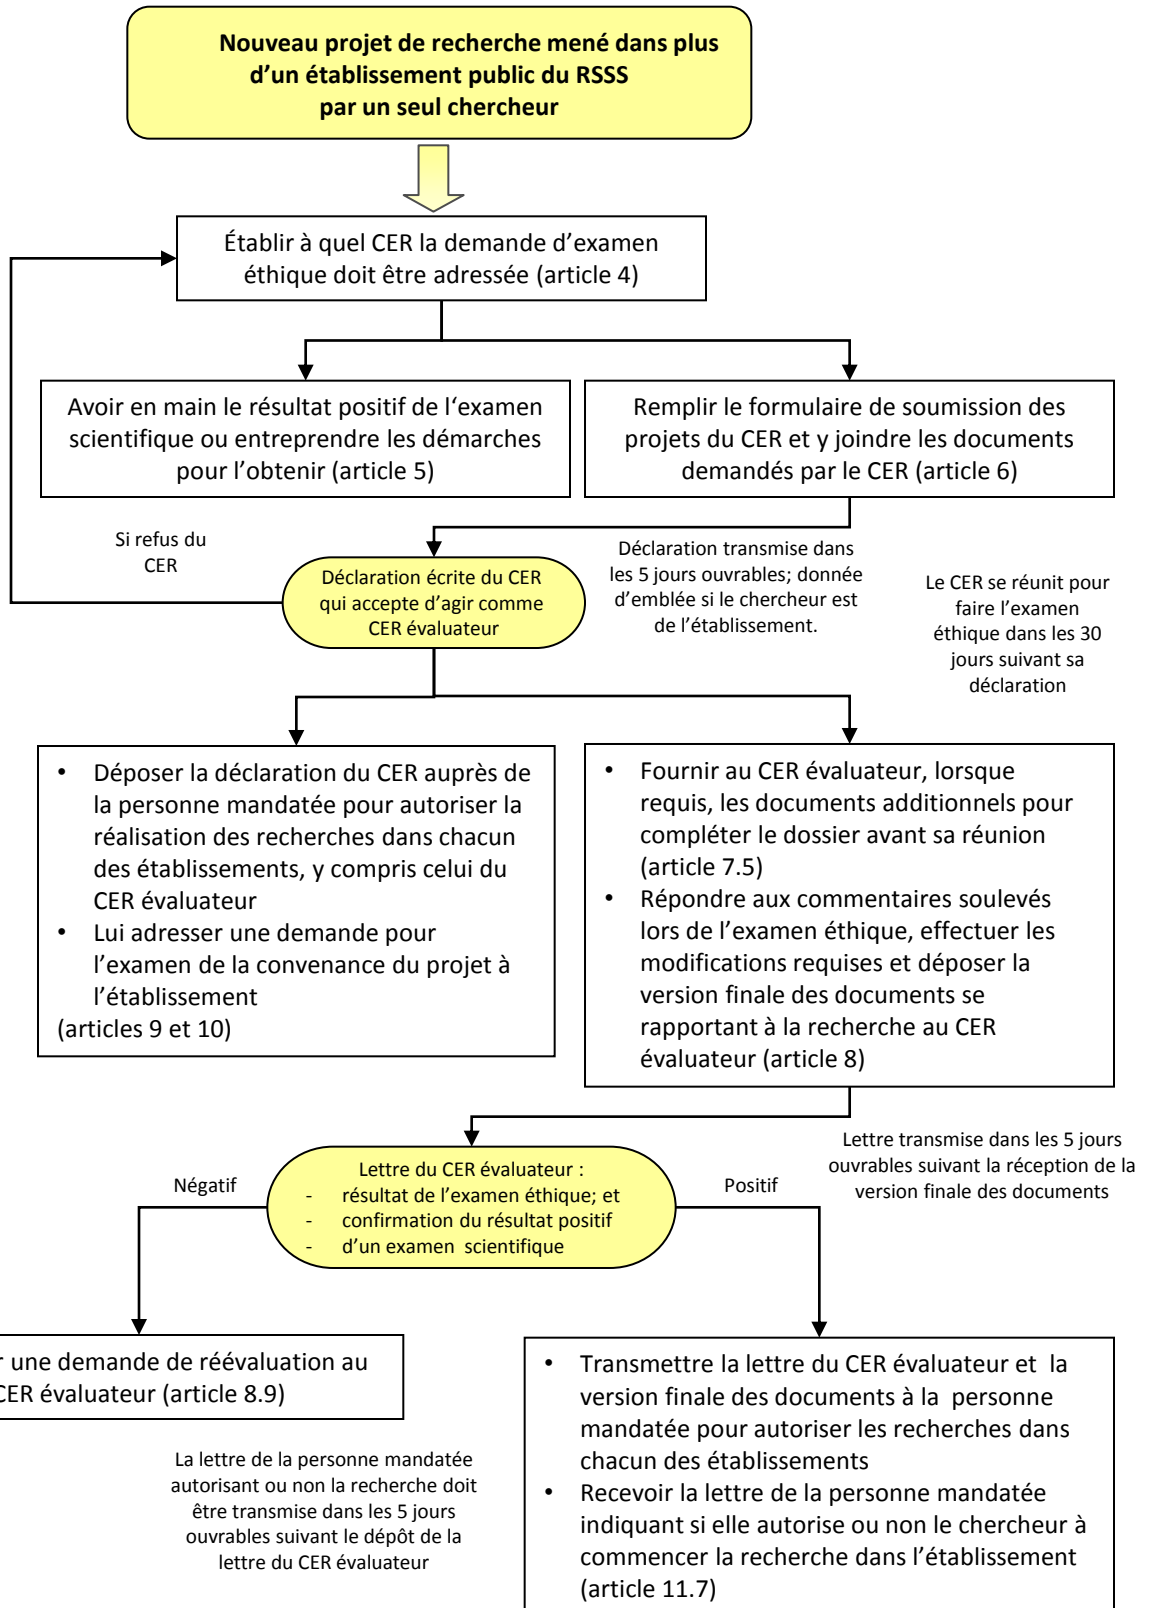 Nouveau projet de recherche mené dans plus
d'un établissement public du RSSS
par un seul chercheur
Établir à quel CER la demande d'examen
éthique doit être adressée (article 4)
Avoir en main le résultat positif de l‘examen
scientifique ou entreprendre les démarches
pour l'obtenir (article 5)
Remplir le formulaire de soumission des
projets du CER et y joindre les documents
demandés par le CER (article 6)
Si refus du
CER
Déclaration écrite du CER
qui accepte d'agir comme
CER évaluateur
Déclaration transmise dans
les 5 jours ouvrables; donnée
d'emblée si le chercheur est
de l'établissement.
Le CER se réunit pour
faire l'examen
éthique dans les 30
jours suivant sa
déclaration
• Déposer la déclaration du CER auprès de
la personne mandatée pour autoriser la
réalisation des recherches dans chacun
des établissements, y compris celui du
CER évaluateur
• Lui adresser une demande pour
l'examen de la convenance du projet à
l'établissement
(articles 9 et 10)
• Fournir au CER évaluateur, lorsque
requis, les documents additionnels pour
compléter le dossier avant sa réunion
(article 7.5)
• Répondre aux commentaires soulevés
lors de l'examen éthique, effectuer les
modifications requises et déposer la
version finale des documents se
rapportant à la recherche au CER
évaluateur (article 8)
Lettre transmise dans les 5 jours
ouvrables suivant la réception de la
version finale des documents
Négatif
Lettre du CER évaluateur :
- résultat de l'examen éthique; et
- confirmation du résultat positif
- d'un examen scientifique
Positif
une demande de réévaluation au
CER évaluateur (article 8.9)
La lettre de la personne mandatée
autorisant ou non la recherche doit
être transmise dans les 5 jours
ouvrables suivant le dépôt de la
lettre du CER évaluateur
• Transmettre la lettre du CER évaluateur et la
version finale des documents à la personne
mandatée pour autoriser les recherches dans
chacun des établissements
• Recevoir la lettre de la personne mandatée
indiquant si elle autorise ou non le chercheur à
commencer la recherche dans l'établissement
(article 11.7)